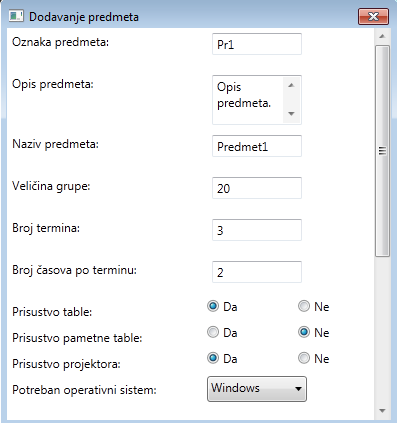 Dodavanje predmeta
Oznaka predmeta: Pr1
Opis predmeta: Opis
predmeta.
Naziv predmeta: Predmet1
Veličina grupe: 20
Broj termina: 3
Broj časova po terminu: 2
Prisustvo table: Da Ne
Prisustvo pametne table: Da Ne
Prisustvo projektora: Da Ne
Potreban operativni sistem: Windows